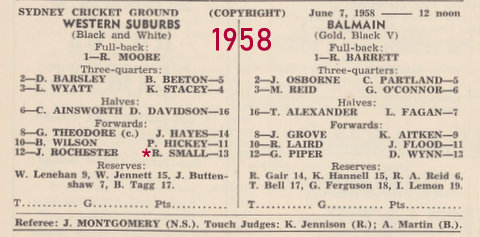 SYDNEY CRICKET GROUND (COPYRIGHT) June 7, 1958 — 12 noon
1958
WESTERN SUBURBS
(Black and White)
Full-back:
1—R. MOORE
Three-quarters:
2—D. BARSLEY B. BEETON—5
3—L. WYATT K. STACEY—4
Halves:
6—C. AINSWORTH D. DAVIDSON—16
Forwards:
8—G. THEODORE (c.) J. HAYES—14
10—B. WILSON P. HICKEY—11
12—J. ROCHESTER *R. SMALL—13
Reserves:
W. Lenehan 9, W. Jennett 15, J. Butten-
shaw 7, B. Tagg 17.
T............ G............ Pts............
BALMAIN
(Gold, Black V)
Full-back:
1—R. BARRETT
Three-quarters:
2—J. OSBORNE C. PARTLAND—5
3—M. REID G. O'CONNOR—6
Halves:
16—T. ALEXANDER L. FAGAN—7
Forwards:
8—J. GROVE K. AITKEN—9
10—R. LAIRD J. FLOOD—11
12—G. PIPER D. WYNN—13
Reserves:
R. Gair 14, K. Hannell 15, R. A. Reid 6,
T. Bell 17, G. Ferguson 18, I. Lemon 19.
T............ G............ Pts............
Referee: J. MONTGOMERY (N.S.). Touch Judges: K. Jennison (R.); A. Martin (B.).